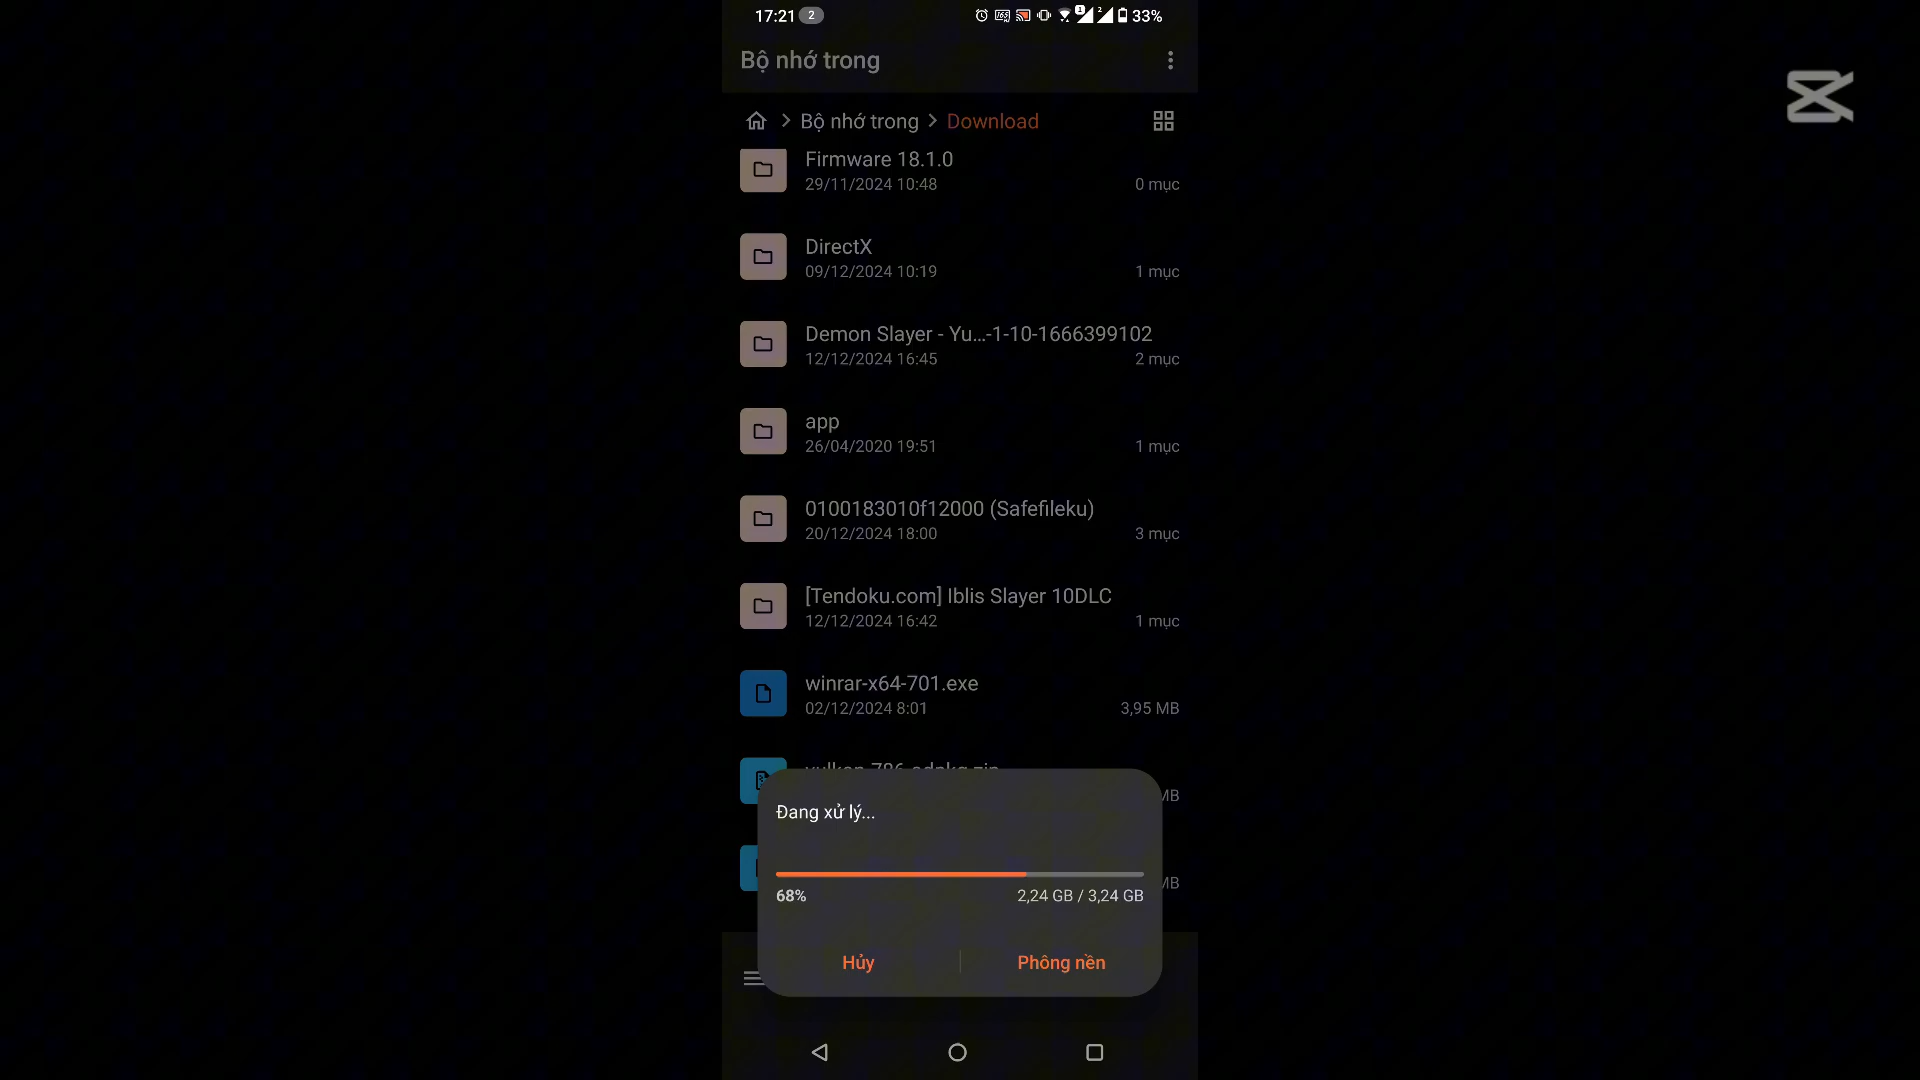 17:21 2 33%
Bộ nhớ trong
Bộ nhớ trong > Download
Firmware 18.1.0
29/11/2024 10:48 0 mục
DirectX
09/12/2024 10:19 1 mục
Demon Slayer - Yu...-1-10-1666399102
12/12/2024 16:45 2 mục
app
26/04/2020 19:51 1 mục
0100183010f12000 (Safefileku)
20/12/2024 18:00 3 mục
[Tendoku.com] Iblis Slayer 10DLC
12/12/2024 16:42 1 mục
winrar-x64-701.exe
02/12/2024 8:01 3,95 MB
MB
Đang xử lý...
MB
68% 2,24 GB / 3,24 GB
Hủy Phông nền